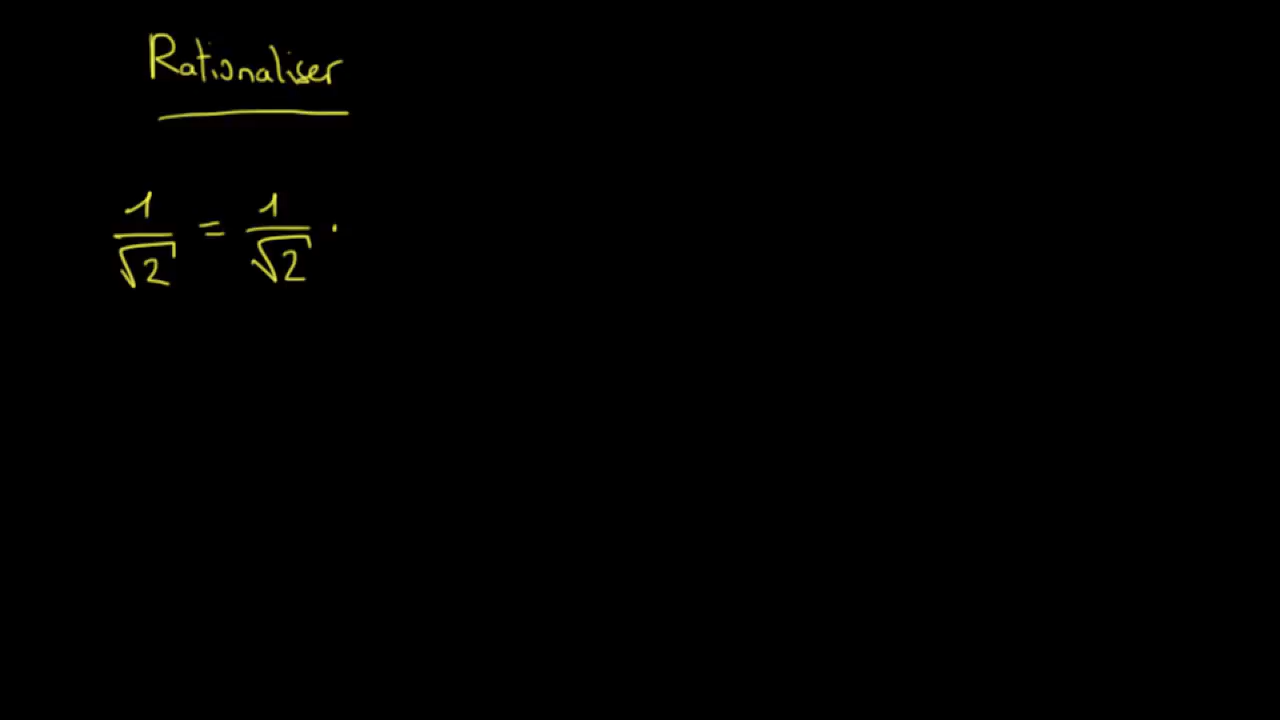 Rationaliser
1/√2 = 1/√2 ·